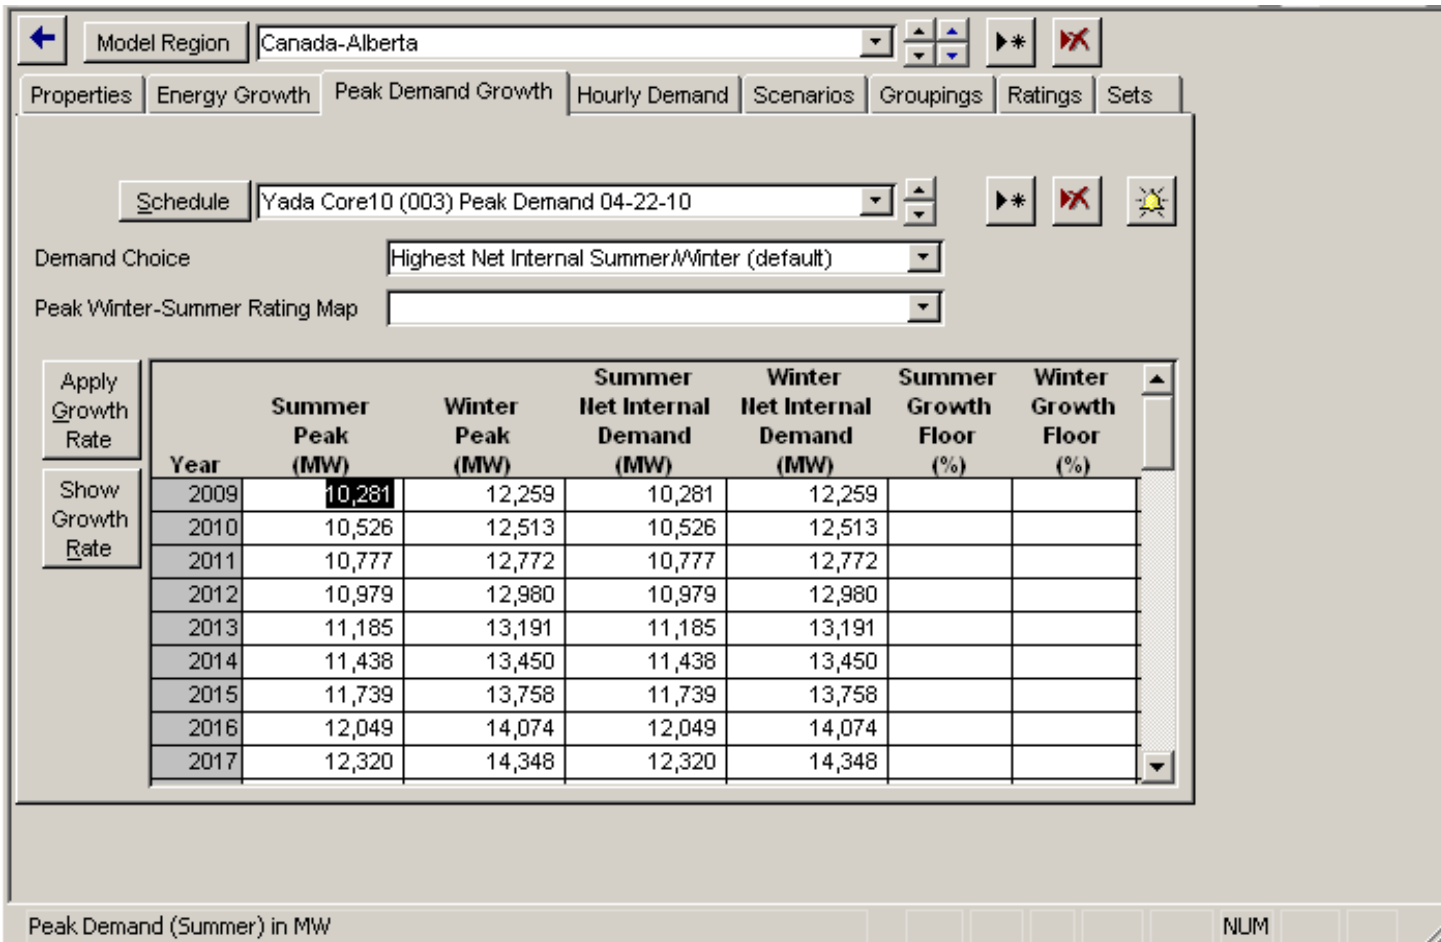 Model Region Canada-Alberta
Properties Energy Growth Peak Demand Growth Hourly Demand Scenarios Groupings Ratings Sets
Schedule Yada Core10 (003) Peak Demand 04-22-10
Demand Choice Highest Net Internal Summer/Winter (default)
Peak Winter-Summer Rating Map
Apply
Growth
Rate
Show
Growth
Rate
Year Summer Peak (MW) Winter Peak (MW) Summer Net Internal Demand (MW) Winter Net Internal Demand (MW) Summer Growth Floor (%) Winter Growth Floor (%)
2009 10,281 12,259 10,281 12,259
2010 10,526 12,513 10,526 12,513
2011 10,777 12,772 10,777 12,772
2012 10,979 12,980 10,979 12,980
2013 11,185 13,191 11,185 13,191
2014 11,438 13,450 11,438 13,450
2015 11,739 13,758 11,739 13,758
2016 12,049 14,074 12,049 14,074
2017 12,320 14,348 12,320 14,348
Peak Demand (Summer) in MW NUM